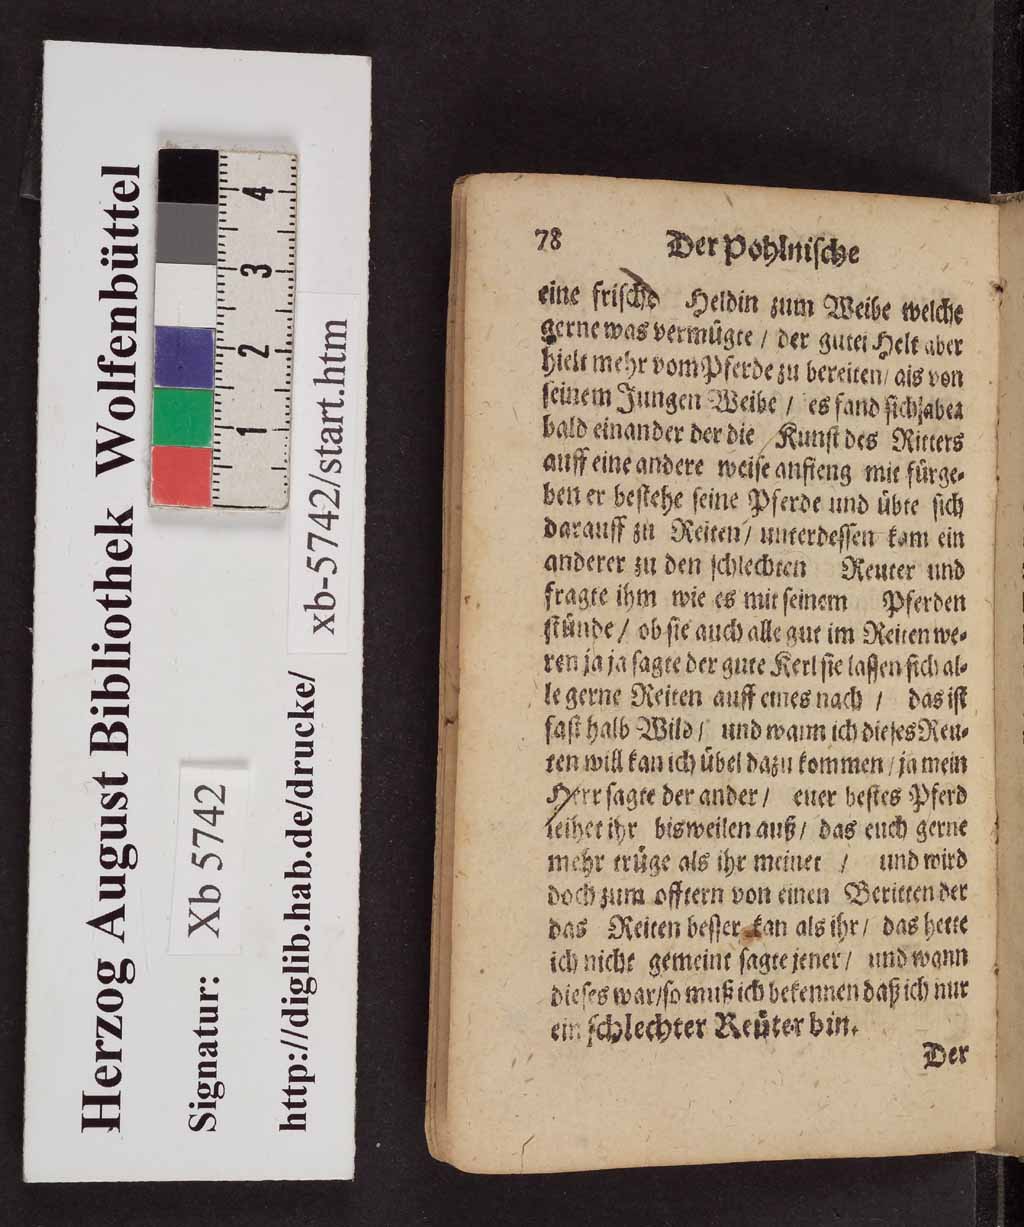 Herzog August Bibliothek Wolfenbüttel
Signatur: Xb 5742
http://diglib.hab.de/drucke/ xb-5742/start.htm
1 2 3 4
78 Der Pohlnische
eine frische Heldin zum Weibe welche
gerne was vermügte / der gutei Helt aber
hielt mehr vom Pferde zu bereiten / als von
seinem Jungen Weibe / es fand sich aber
bald einander der die Kunst des Ritters
auff eine andere weise anfieng mit fürge-
ben er bestehe seine Pferde und übte sich
darauff zu Reiten / unterdessen kam ein
anderer zu den schlechten Reuter und
fragte ihm wie es mit seinem Pferden
stünde / ob sie auch alle gut im Reiten we-
ren ja ja sagte der gute Kerl sie lassen sich al-
le gerne Reiten auff eines nach / das ist
fast halb Wild / und wann ich dieses Reu-
ten will kan ich übel dazu kommen / ja mein
Herr sagte der ander / euer bestes Pferd
leihet ihr bisweilen auß / das euch gerne
mehr trüge als ihr meinet / und wird
doch zum offtern von einen Beritten der
das Reiten besser kan als ihr / das hette
ich nicht gemeint sagte jener / und wann
dieses war / so muß ich bekennen daß ich nur
ein schlechter Reüter bin.
Der